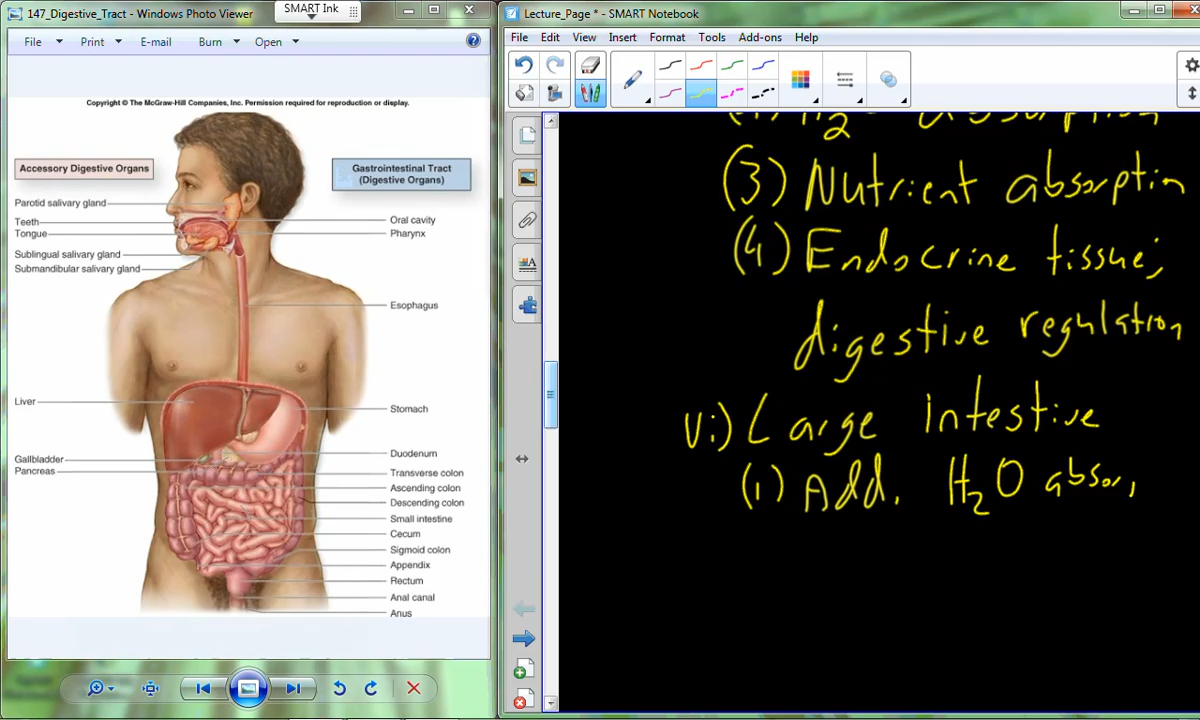 147_Digestive_Tract - Windows Photo Viewer
SMART Ink
File Print E-mail Burn Open
Copyright © The McGraw-Hill Companies, Inc. Permission required for reproduction or display.
Accessory Digestive Organs
Gastrointestinal Tract
(Digestive Organs)
Parotid salivary gland
Teeth
Tongue
Sublingual salivary gland
Submandibular salivary gland
Liver
Gallbladder
Pancreas
Oral cavity
Pharynx
Esophagus
Stomach
Duodenum
Transverse colon
Ascending colon
Descending colon
Small intestine
Cecum
Sigmoid colon
Appendix
Rectum
Anal canal
Anus
Lecture_Page * - SMART Notebook
File Edit View Insert Format Tools Add-ons Help
absorption
(3) Nutrient absorption
(4) Endocrine tissue;
digestive regulation
vi) Large Intestive
(1) Add. H2O absor,